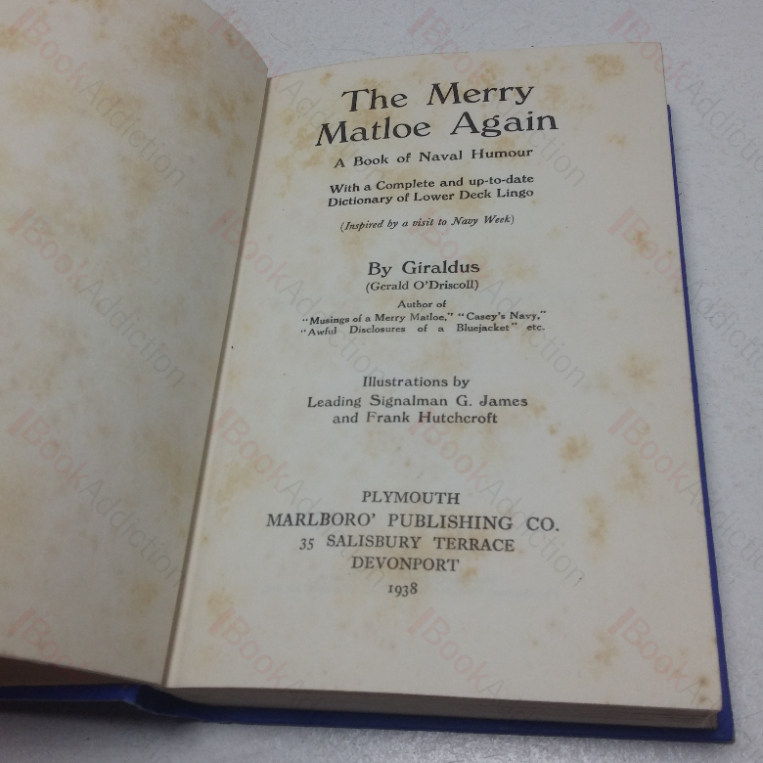 The Merry
Matloe Again
A Book of Naval Humour
With a Complete and up-to-date
Dictionary of Lower Deck Lingo
(Inspired by a visit to Navy Week)
By Giraldus
(Gerald O'Driscoll)
Author of
"Musings of a Merry Matloe," "Casey's Navy,"
"Awful Disclosures of a Bluejacket" etc.
Illustrations by
Leading Signalman G. James
and Frank Hutchcroft
PLYMOUTH
MARLBORO' PUBLISHING CO.
35 SALISBURY TERRACE
DEVONPORT
1938
BookAddiction